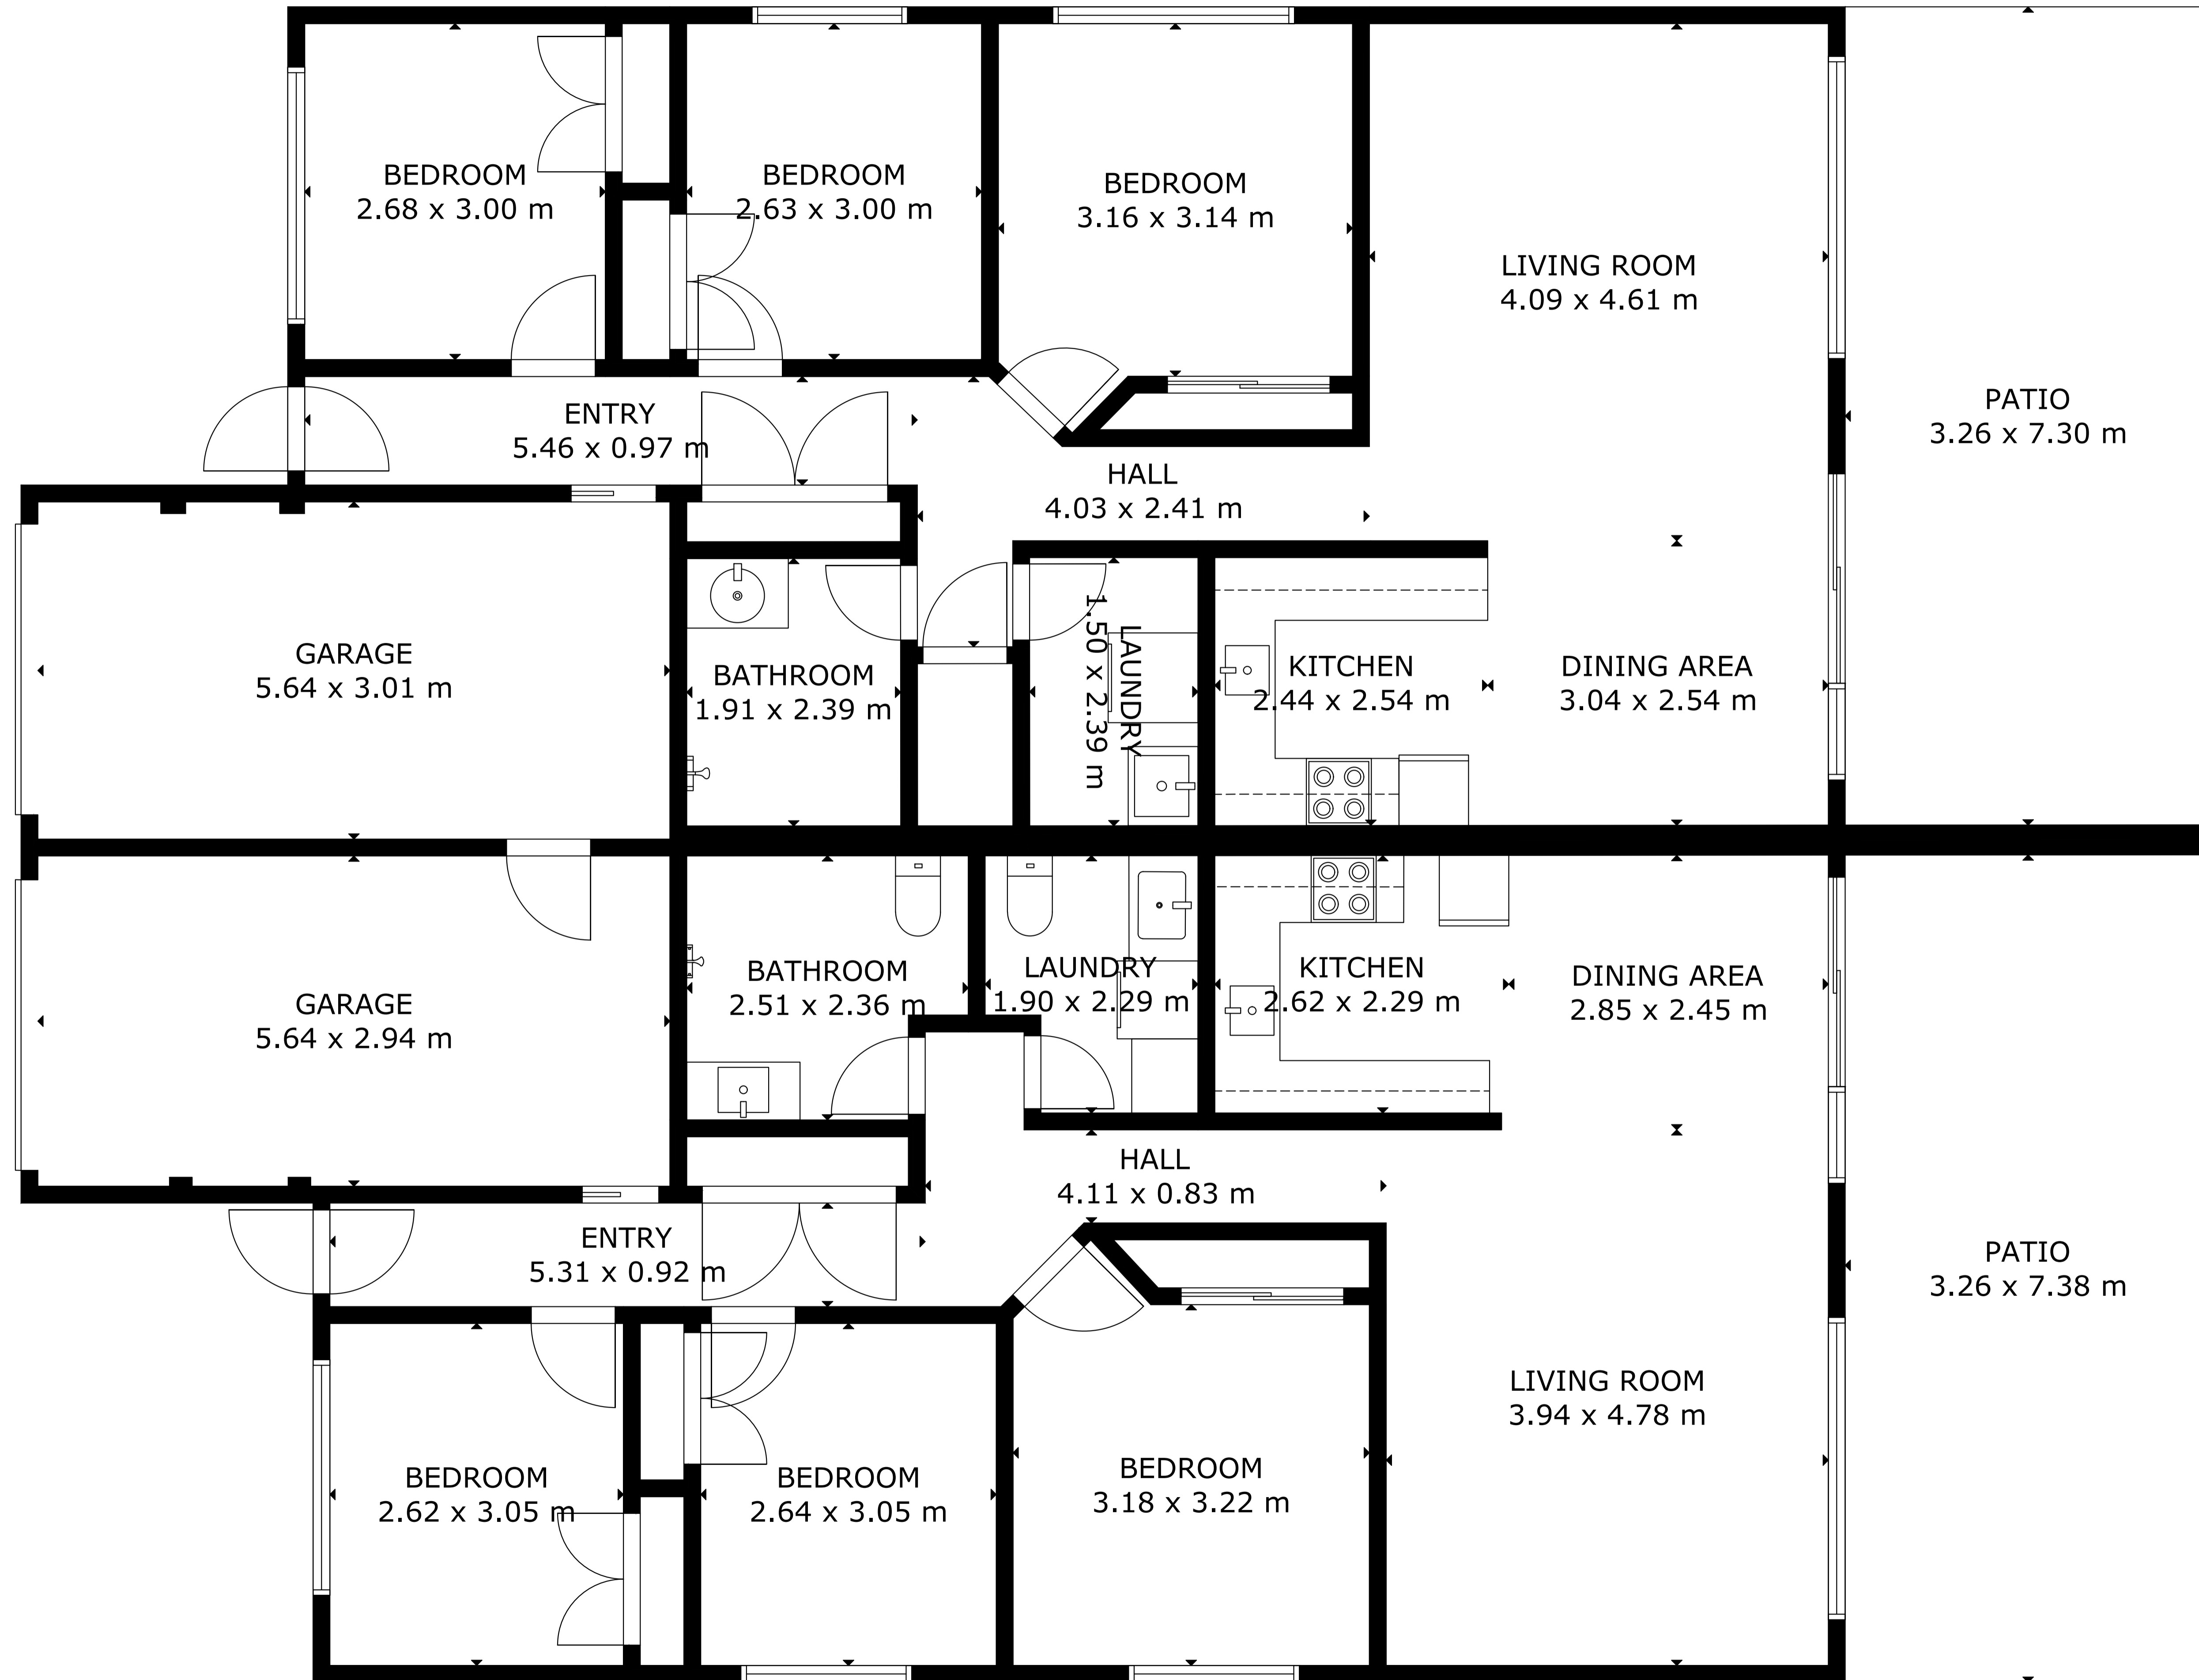 BEDROOM
2.68 x 3.00 m
BEDROOM
2.63 x 3.00 m
BEDROOM
3.16 x 3.14 m
LIVING ROOM
4.09 x 4.61 m
PATIO
3.26 x 7.30 m
ENTRY
5.46 x 0.97 m
HALL
4.03 x 2.41 m
GARAGE
5.64 x 3.01 m
BATHROOM
1.91 x 2.39 m
LAUNDRY
1.50 x 2.39 m
KITCHEN
2.44 x 2.54 m
DINING AREA
3.04 x 2.54 m
GARAGE
5.64 x 2.94 m
BATHROOM
2.51 x 2.36 m
LAUNDRY
1.90 x 2.29 m
KITCHEN
2.62 x 2.29 m
DINING AREA
2.85 x 2.45 m
HALL
4.11 x 0.83 m
ENTRY
5.31 x 0.92 m
PATIO
3.26 x 7.38 m
LIVING ROOM
3.94 x 4.78 m
BEDROOM
2.62 x 3.05 m
BEDROOM
2.64 x 3.05 m
BEDROOM
3.18 x 3.22 m